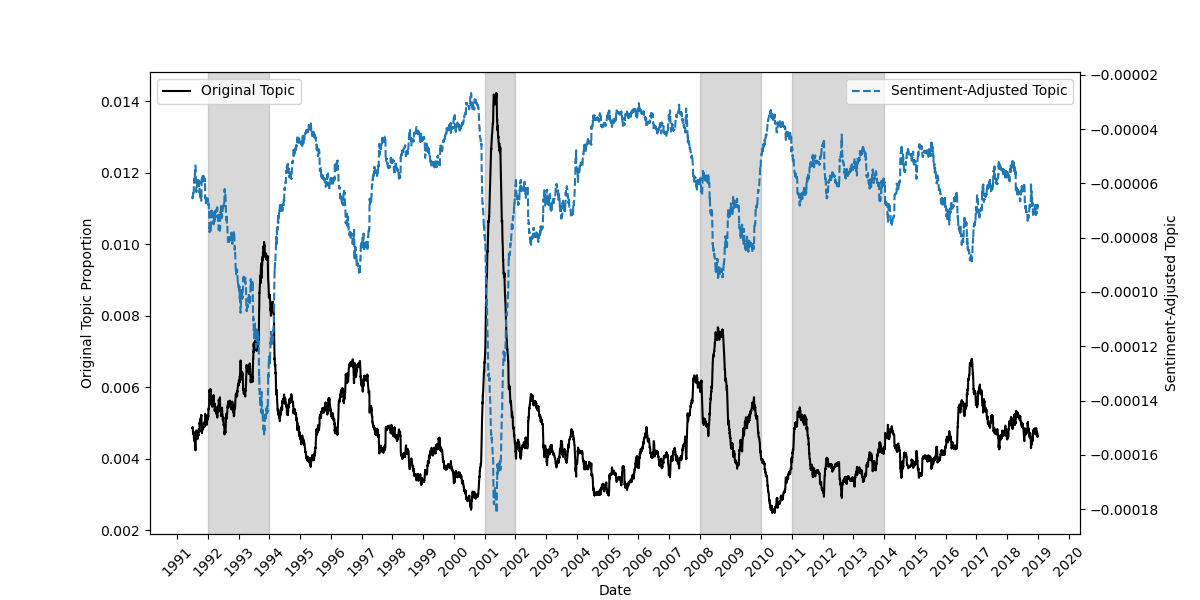 Original Topic
Sentiment-Adjusted Topic
Original Topic Proportion
0.014
0.012
0.010
0.008
0.006
0.004
0.002
−0.00002
−0.00004
−0.00006
−0.00008
−0.00010
−0.00012
−0.00014
−0.00016
−0.00018
Sentiment-Adjusted Topic
1991 1992 1993 1994 1995 1996 1997 1998 1999 2000 2001 2002 2003 2004 2005 2006 2007 2008 2009 2010 2011 2012 2013 2014 2015 2016 2017 2018 2019 2020
Date